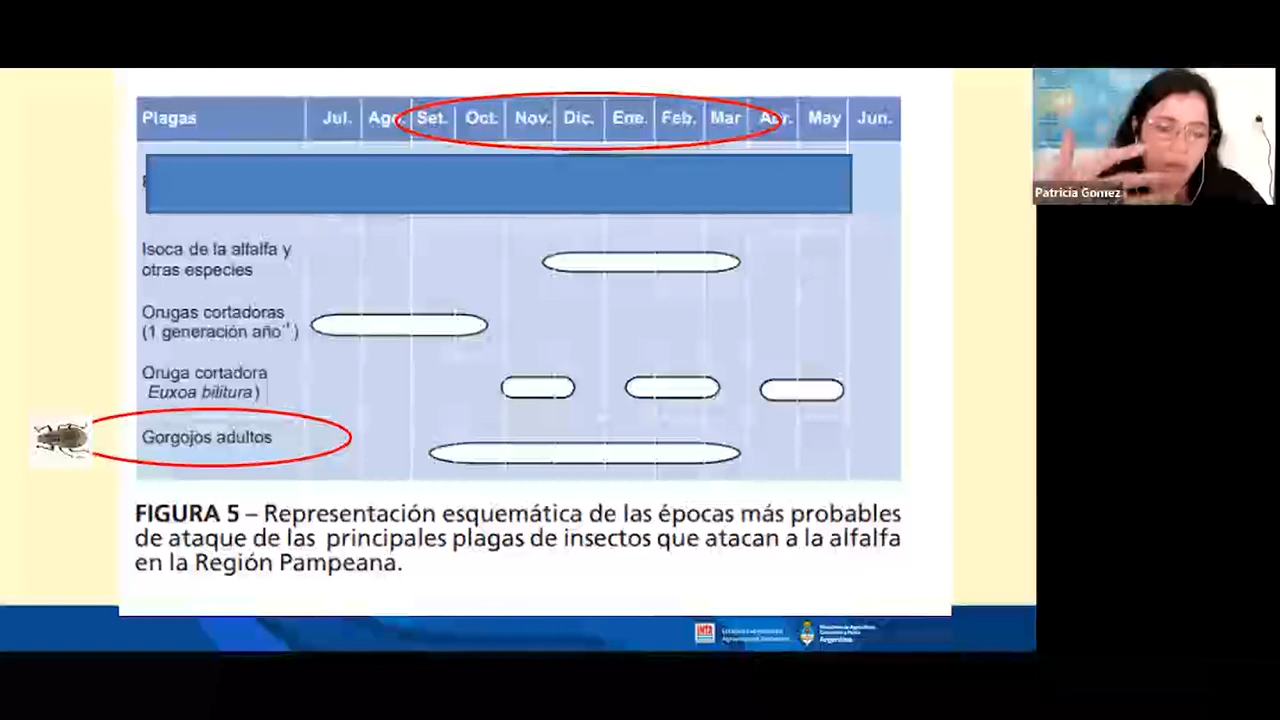 Plagas Jul. Ago. Set. Oct. Nov. Dic. Ene. Feb. Mar Abr. May Jun.
Isoca de la alfalfa y
otras especies
Orugas cortadoras
(1 generación año⁻¹)
Oruga cortadora
Euxoa bilitura)
Gorgojos adultos
FIGURA 5 – Representación esquemática de las épocas más probables
de ataque de las principales plagas de insectos que atacan a la alfalfa
en la Región Pampeana.
Patricia Gomez
INTA
Argentina